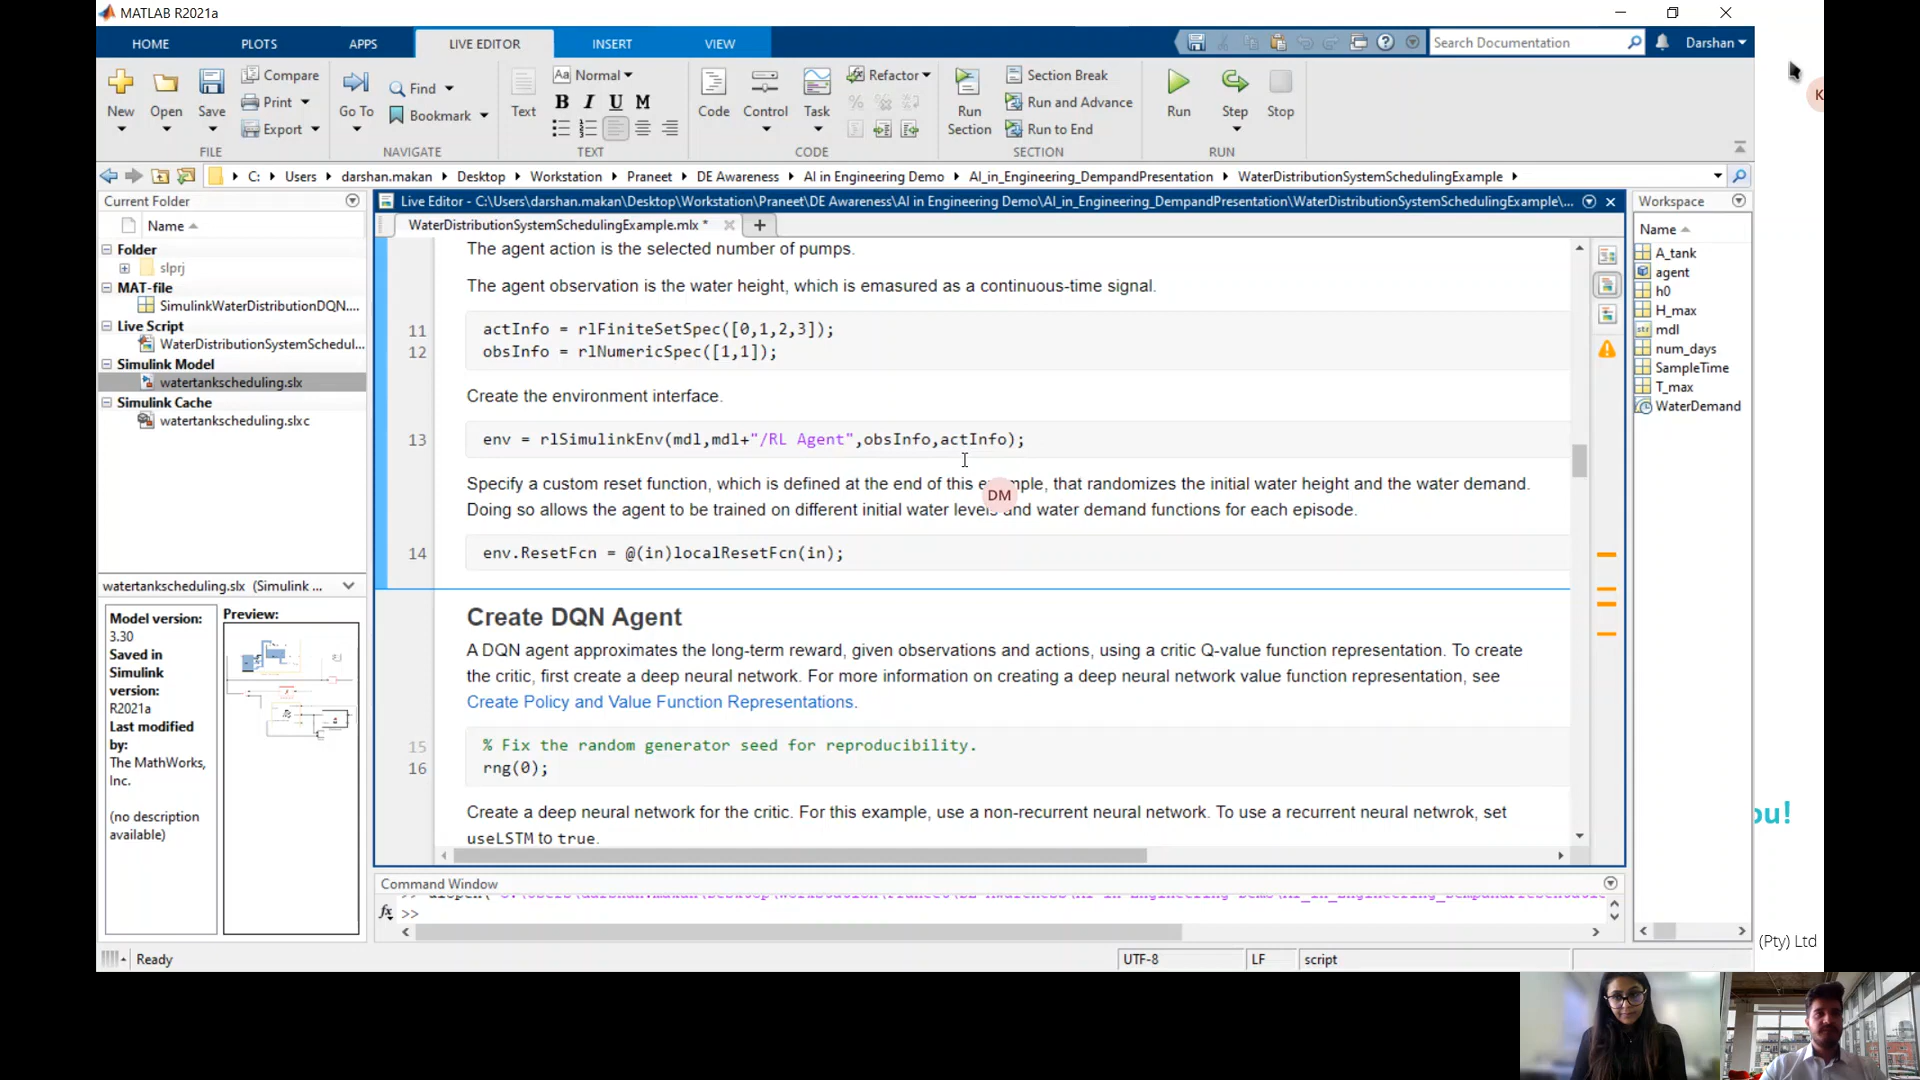 MATLAB R2021a
HOME
PLOTS
APPS
LIVE EDITOR
INSERT
VIEW
Search Documentation
Darshan
New
Open
Save
Compare
Print
Export
FILE
Go To
Find
Bookmark
NAVIGATE
Text
Aa Normal
B I U M
TEXT
Code
Control
Task
Refactor
CODE
Run Section
Section Break
Run and Advance
Run to End
SECTION
Run
Step
Stop
RUN
K
C: Users darshan.makan Desktop Workstation Praneet DE Awareness AI in Engineering Demo AI_in_Engineering_DempandPresentation WaterDistributionSystemSchedulingExample
Current Folder
Name
Folder
slprj
MAT-file
SimulinkWaterDistributionDQN....
Live Script
WaterDistributionSystemSchedul...
Simulink Model
watertankscheduling.slx
Simulink Cache
watertankscheduling.slxc
watertankscheduling.slx (Simulink ...
Model version:
3.30
Saved in
Simulink
version:
R2021a
Last modified
by:
The MathWorks,
Inc.
(no description
available)
Preview:
Live Editor - C:\Users\darshan.makan\Desktop\Workstation\Praneet\DE Awareness\AI in Engineering Demo\AI_in_Engineering_DempandPresentation\WaterDistributionSystemSchedulingExample\...
WaterDistributionSystemSchedulingExample.mlx *
The agent action is the selected number of pumps.
The agent observation is the water height, which is emasured as a continuous-time signal.
11 actInfo = rlFiniteSetSpec([0,1,2,3]);
12 obsInfo = rlNumericSpec([1,1]);
Create the environment interface.
13 env = rlSimulinkEnv(mdl,mdl+"/RL Agent",obsInfo,actInfo);
Specify a custom reset function, which is defined at the end of this example, that randomizes the initial water height and the water demand.
DM
Doing so allows the agent to be trained on different initial water levels and water demand functions for each episode.
14 env.ResetFcn = @(in)localResetFcn(in);
Create DQN Agent
A DQN agent approximates the long-term reward, given observations and actions, using a critic Q-value function representation. To create
the critic, first create a deep neural network. For more information on creating a deep neural network value function representation, see
Create Policy and Value Function Representations.
15 % Fix the random generator seed for reproducibility.
16 rng(0);
Create a deep neural network for the critic. For this example, use a non-recurrent neural network. To use a recurrent neural netwrok, set
useLSTM to true.
Workspace
Name
A_tank
agent
h0
H_max
mdl
num_days
SampleTime
T_max
WaterDemand
Command Window
fx >>
Ready
UTF-8
LF
script
ou!
(Pty) Ltd